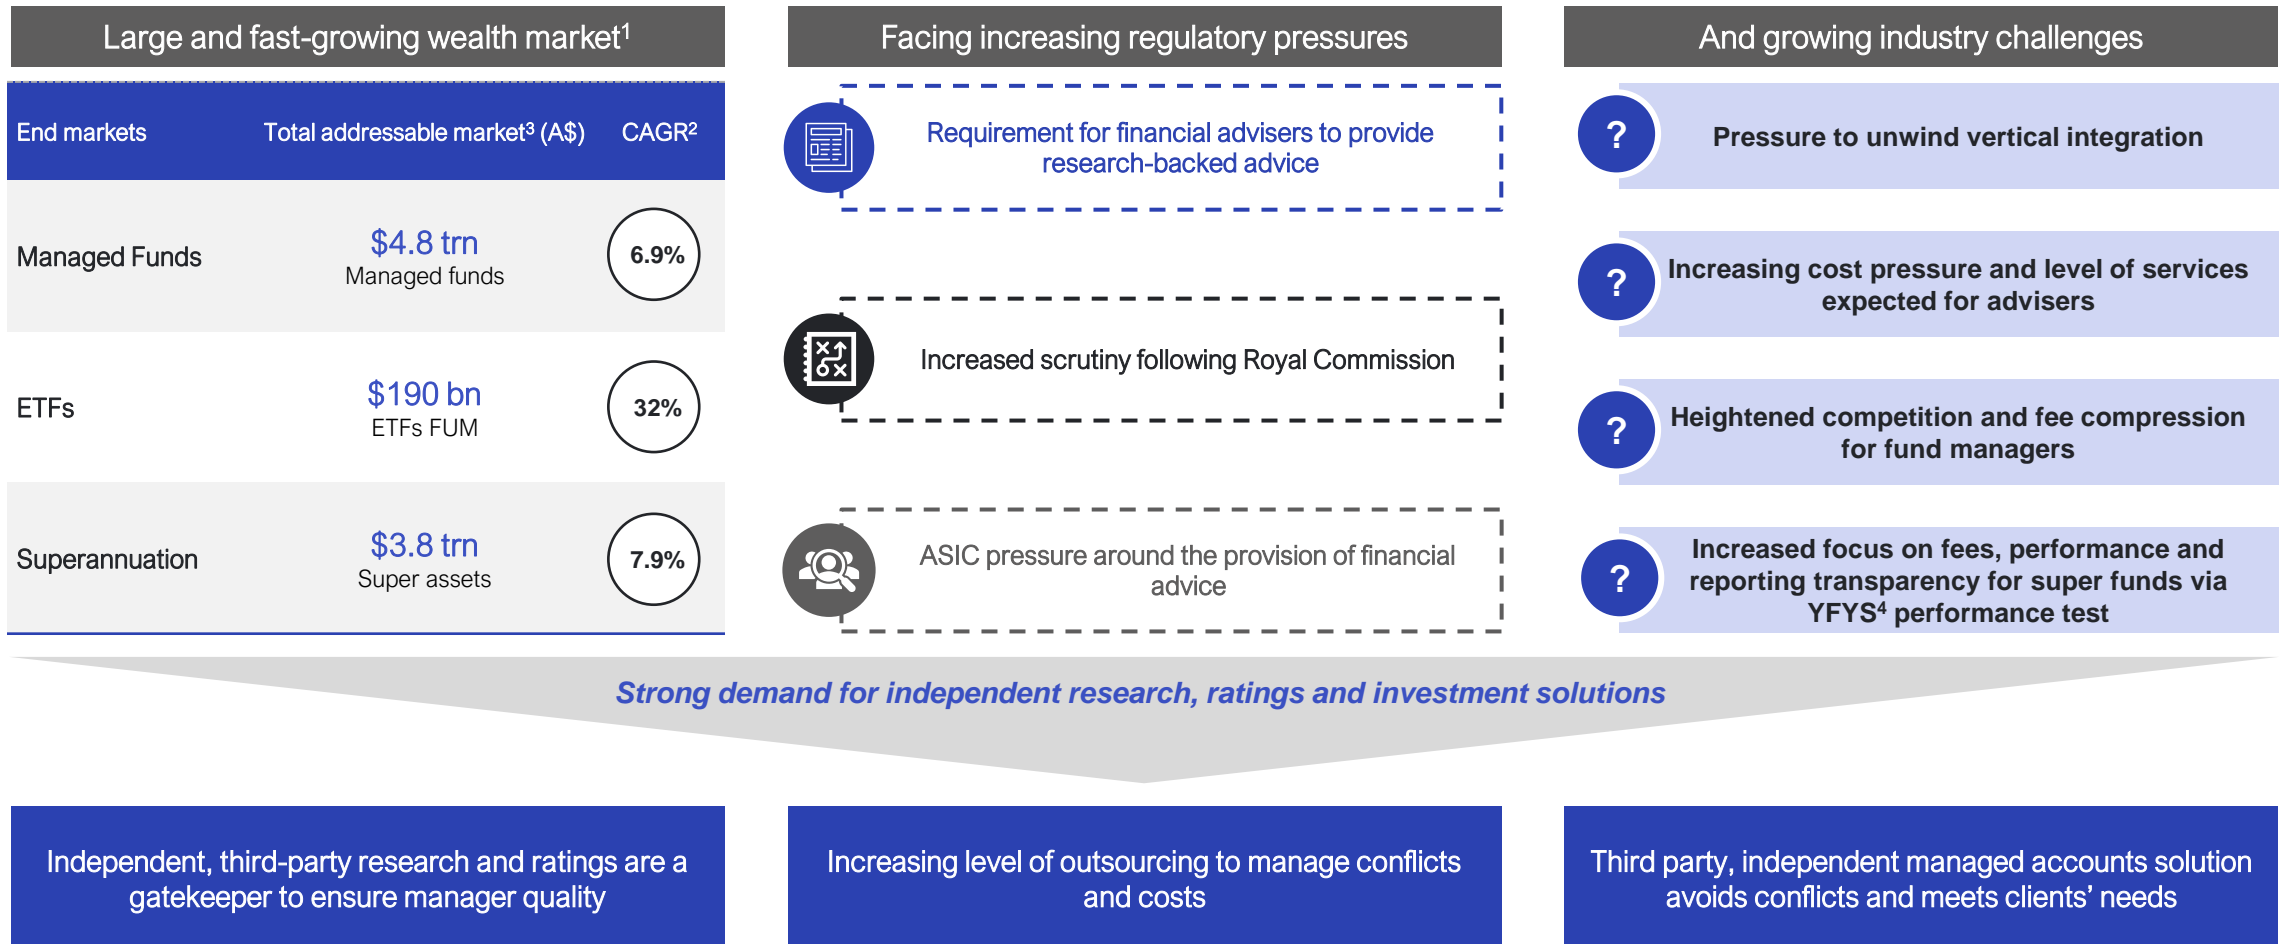 Large and fast-growing wealth market¹
End markets
Total addressable market³ (A$)
CAGR²
Managed Funds
$4.8 trn
Managed funds
6.9%
ETFs
$190 bn
ETFs FUM
32%
Superannuation
$3.8 trn
Super assets
7.9%
Facing increasing regulatory pressures
Requirement for financial advisers to provide
research-backed advice
Increased scrutiny following Royal Commission
ASIC pressure around the provision of financial
advice
And growing industry challenges
?
Pressure to unwind vertical integration
?
Increasing cost pressure and level of services
expected for advisers
?
Heightened competition and fee compression
for fund managers
?
Increased focus on fees, performance and
reporting transparency for super funds via
YFYS⁴ performance test
Strong demand for independent research, ratings and investment solutions
Independent, third-party research and ratings are a
gatekeeper to ensure manager quality
Increasing level of outsourcing to manage conflicts
and costs
Third party, independent managed accounts solution
avoids conflicts and meets clients’ needs